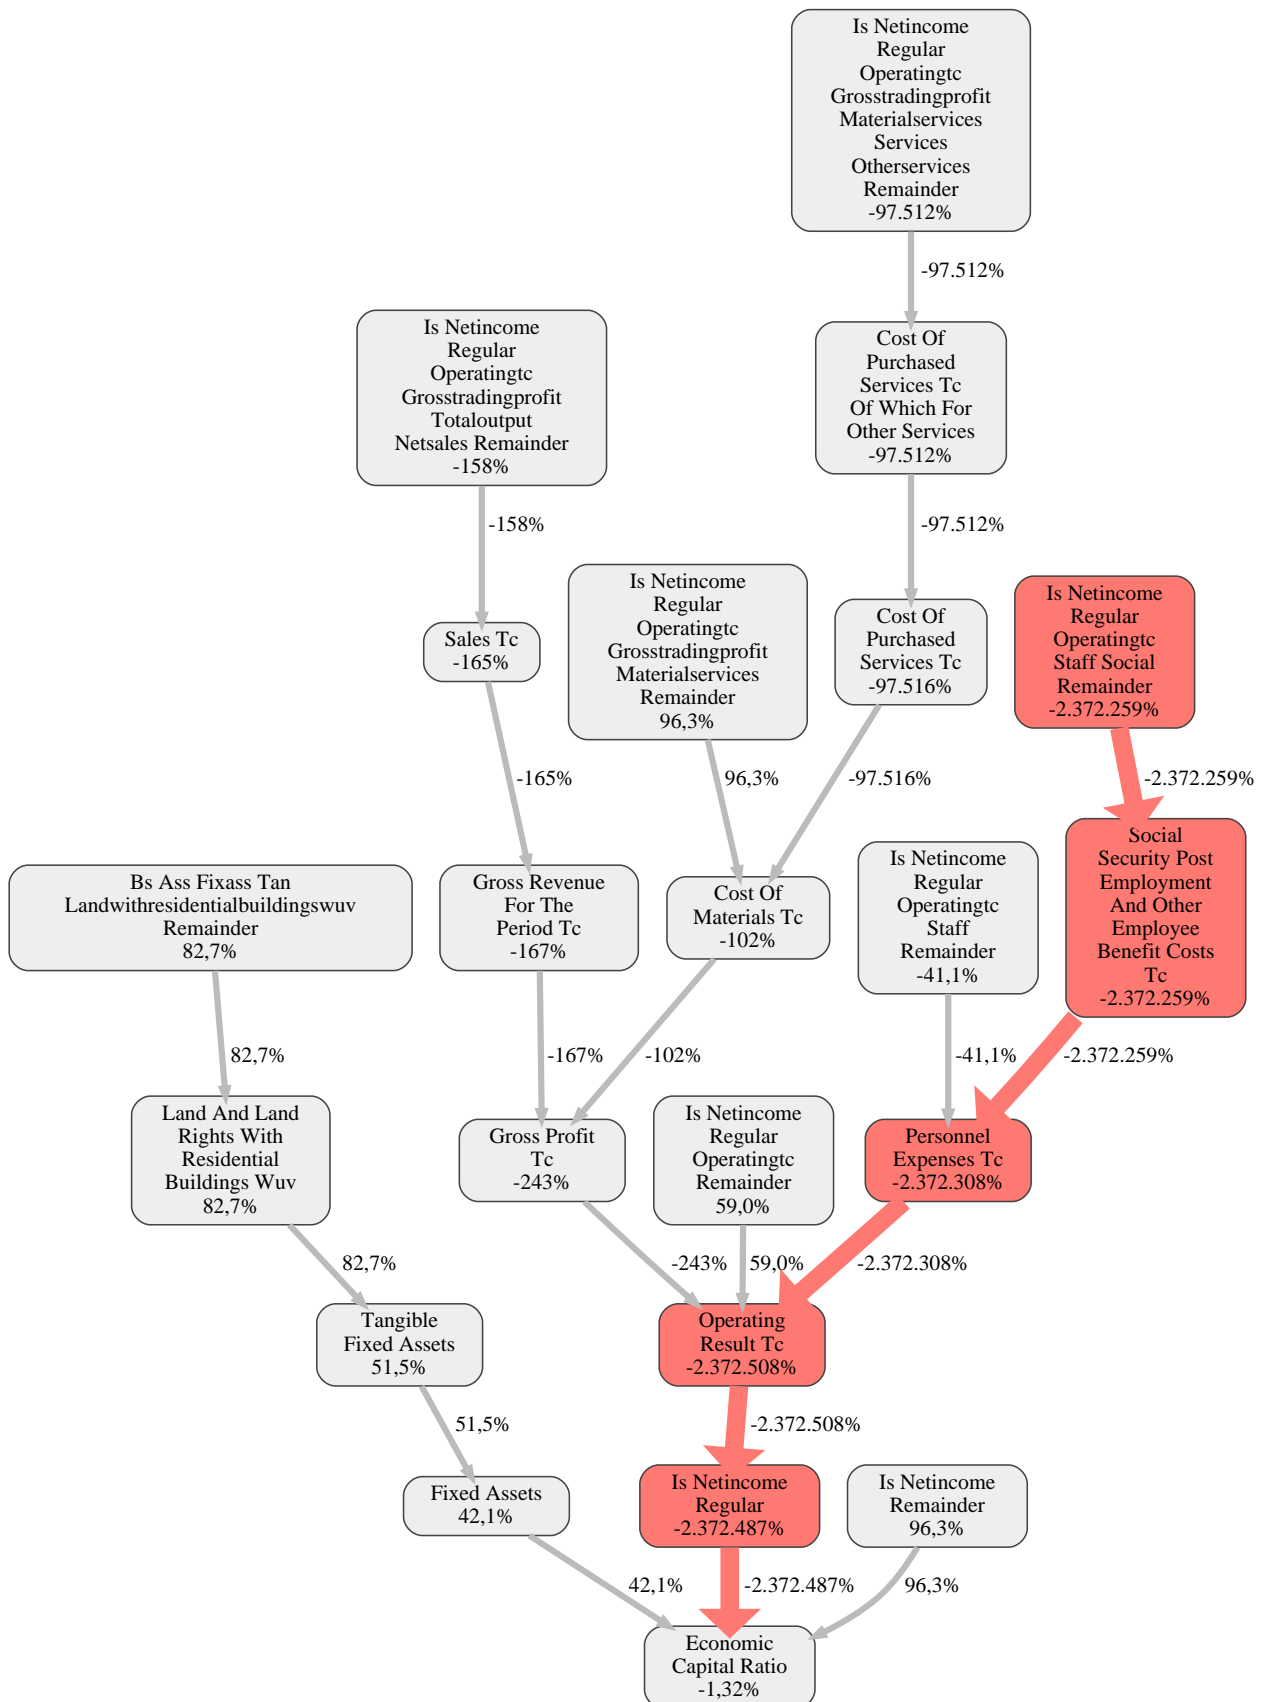 Is Netincome
Regular
Operatingtc
Grosstradingprofit
Materialservices
Services
Otherservices
Remainder
-97.512%
-97.512%
Is Netincome
Regular
Operatingtc
Grosstradingprofit
Totaloutput
Netsales Remainder
-158%
Cost Of
Purchased
Services Tc
Of Which For
Other Services
-97.512%
-158%
-97.512%
Is Netincome
Regular
Operatingtc
Grosstradingprofit
Materialservices
Remainder
96,3%
Is Netincome
Regular
Operatingtc
Staff Social
Remainder
-2.372.259%
Sales Tc
-165%
Cost Of
Purchased
Services Tc
-97.516%
-165%
96,3%
-97.516%
-2.372.259%
Social
Security Post
Employment
And Other
Employee
Benefit Costs
Tc
-2.372.259%
Bs Ass Fixass Tan
Landwithresidentialbuildingswuv
Remainder
82,7%
Gross Revenue
For The
Period Tc
-167%
Cost Of
Materials Tc
-102%
Is Netincome
Regular
Operatingtc
Staff
Remainder
-41,1%
82,7%
-167%
-102%
-41,1%
-2.372.259%
Land And Land
Rights With
Residential
Buildings Wuv
82,7%
Gross Profit
Tc
-243%
Is Netincome
Regular
Operatingtc
Remainder
59,0%
Personnel
Expenses Tc
-2.372.308%
82,7%
-243%
59,0%
-2.372.308%
Tangible
Fixed Assets
51,5%
Operating
Result Tc
-2.372.508%
51,5%
-2.372.508%
Fixed Assets
42,1%
Is Netincome
Regular
-2.372.487%
Is Netincome
Remainder
96,3%
42,1%
-2.372.487%
96,3%
Economic
Capital Ratio
-1,32%